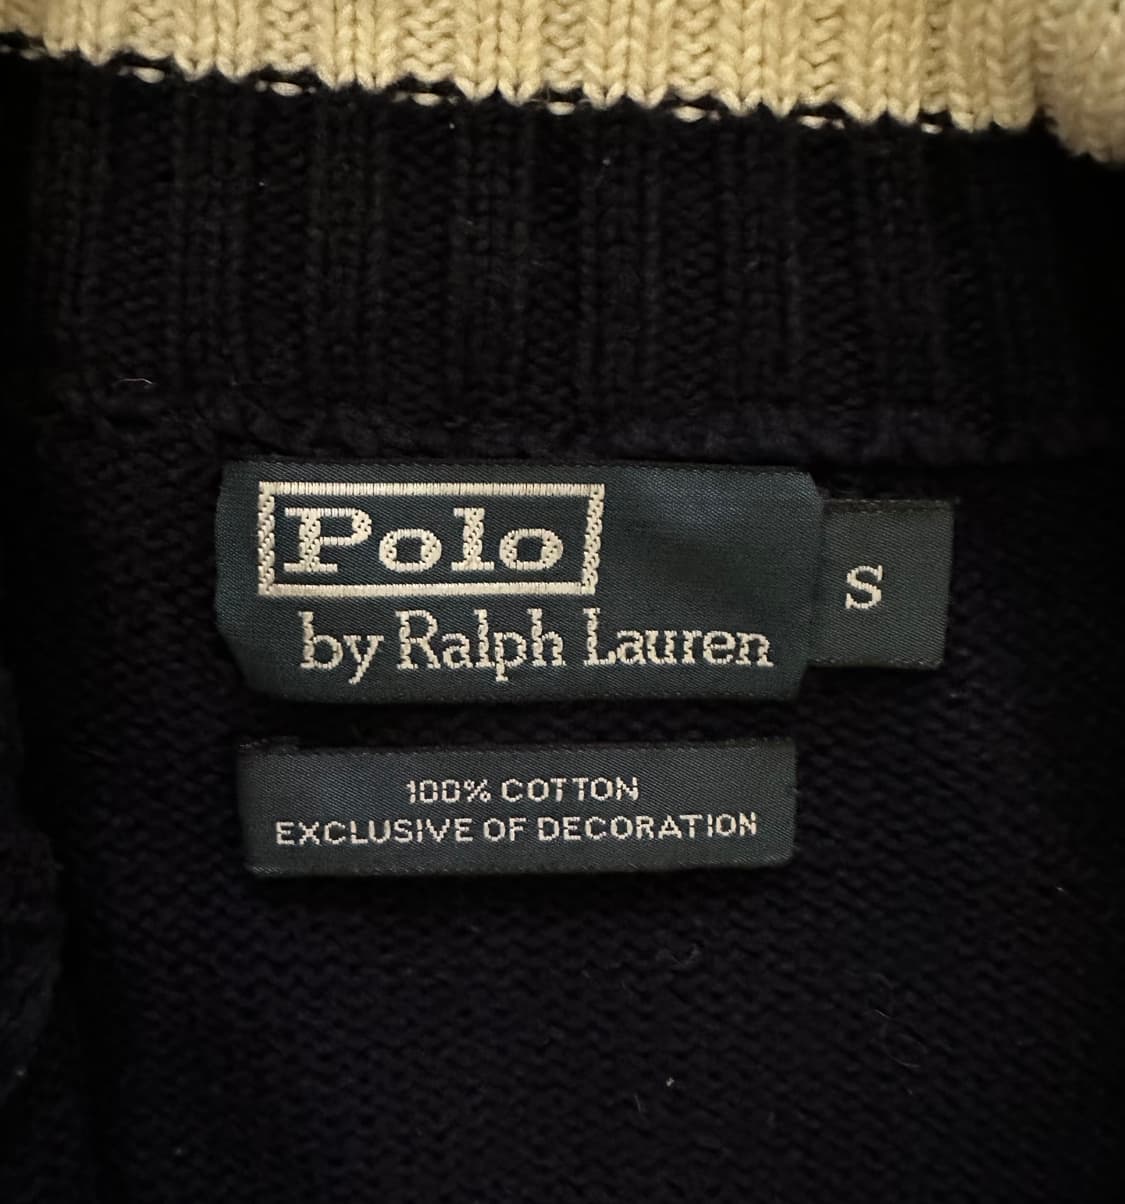 Polo
by Ralph Lauren
S
100% COTTON
EXCLUSIVE OF DECORATION